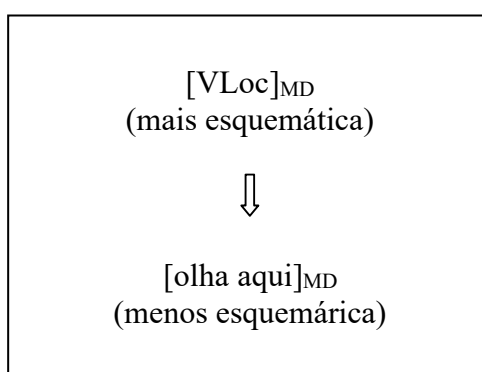 [VLoc]MD
(mais esquemática)
⇩
[olha aqui]MD
(menos esquemárica)